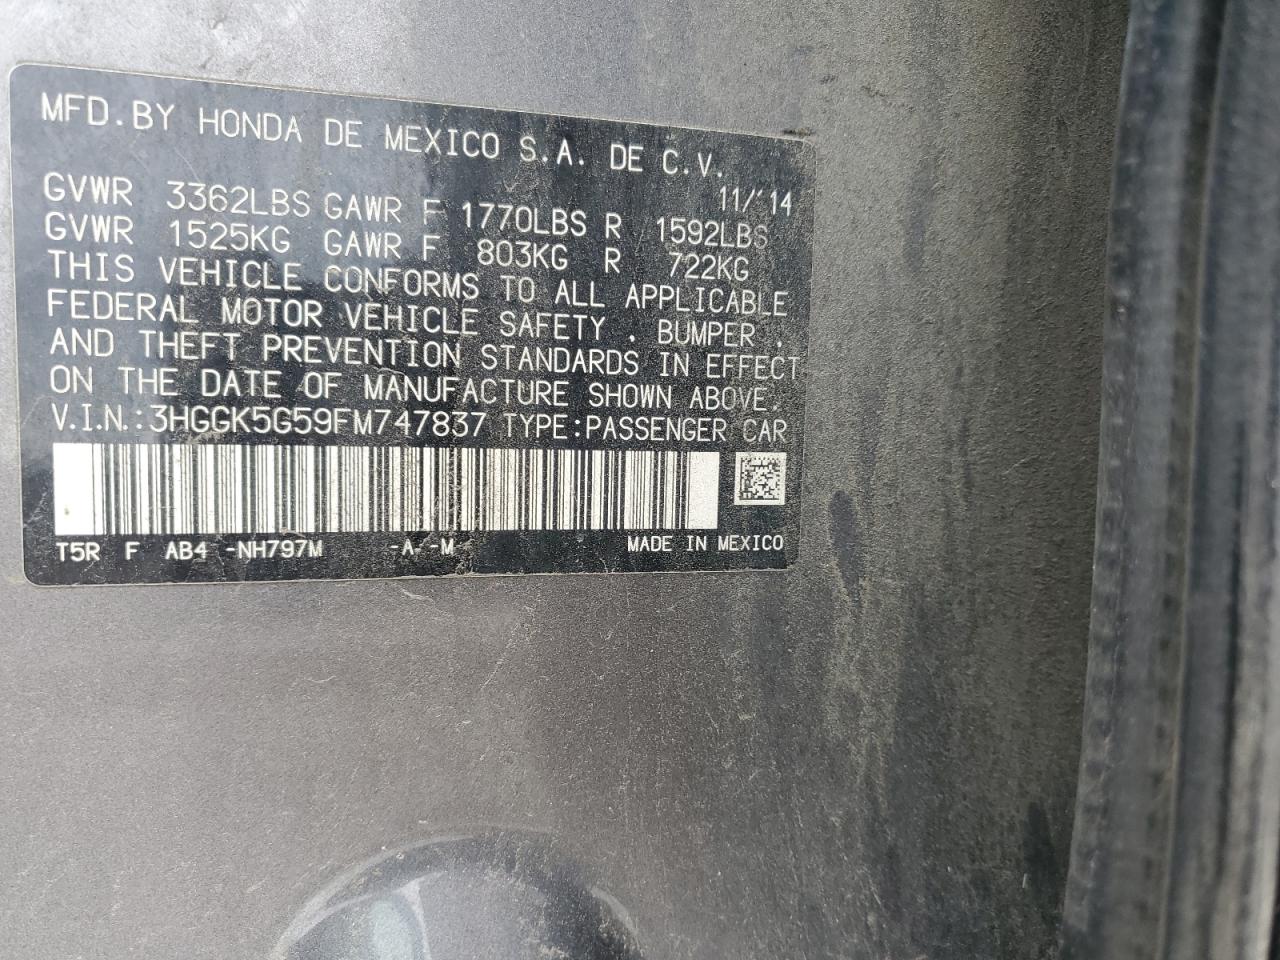 MFD.BY HONDA DE MEXICO S.A. DE C.V.
11/'14
GVWR 3362LBS GAWR F 1770LBS R 1592LBS
GVWR 1525KG GAWR F 803KG R 722KG
THIS VEHICLE CONFORMS TO ALL APPLICABLE
FEDERAL MOTOR VEHICLE SAFETY , BUMPER ,
AND THEFT PREVENTION STANDARDS IN EFFECT
ON THE DATE OF MANUFACTURE SHOWN ABOVE.
V.I.N.:3HGGK5G59FM747837 TYPE:PASSENGER CAR
T5R F AB4 -NH797M -A- -M MADE IN MEXICO